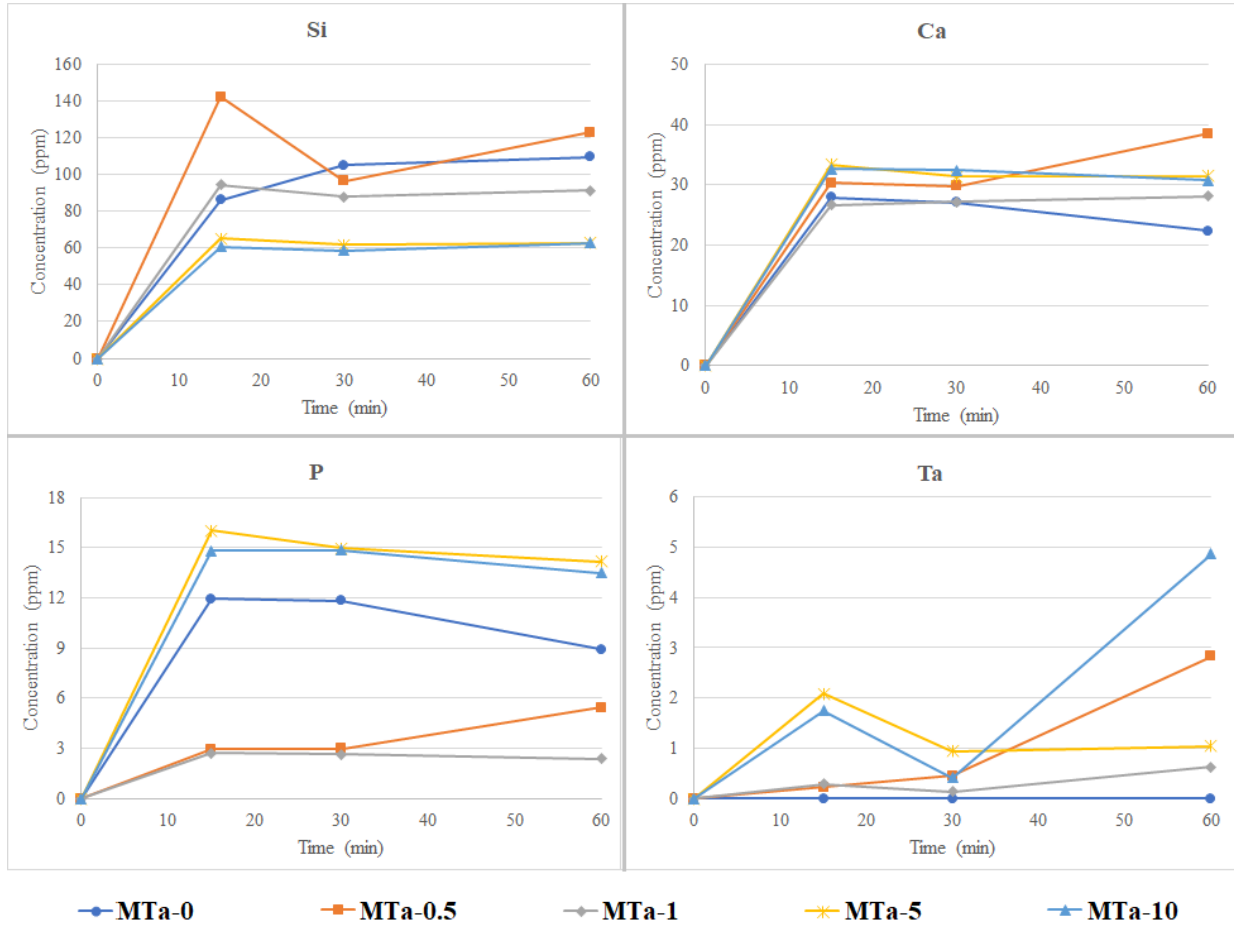 Si
Concentration (ppm)
160
140
120
100
80
60
40
20
0
0 10 20 30 40 50 60
Time (min)
Ca
Concentration (ppm)
50
40
30
20
10
0
0 10 20 30 40 50 60
Time (min)
P
Concentration (ppm)
18
15
12
9
6
3
0
0 10 20 30 40 50 60
Time (min)
Ta
Concentration (ppm)
6
5
4
3
2
1
0
0 10 20 30 40 50 60
Time (min)
MTa-0 MTa-0.5 MTa-1 MTa-5 MTa-10